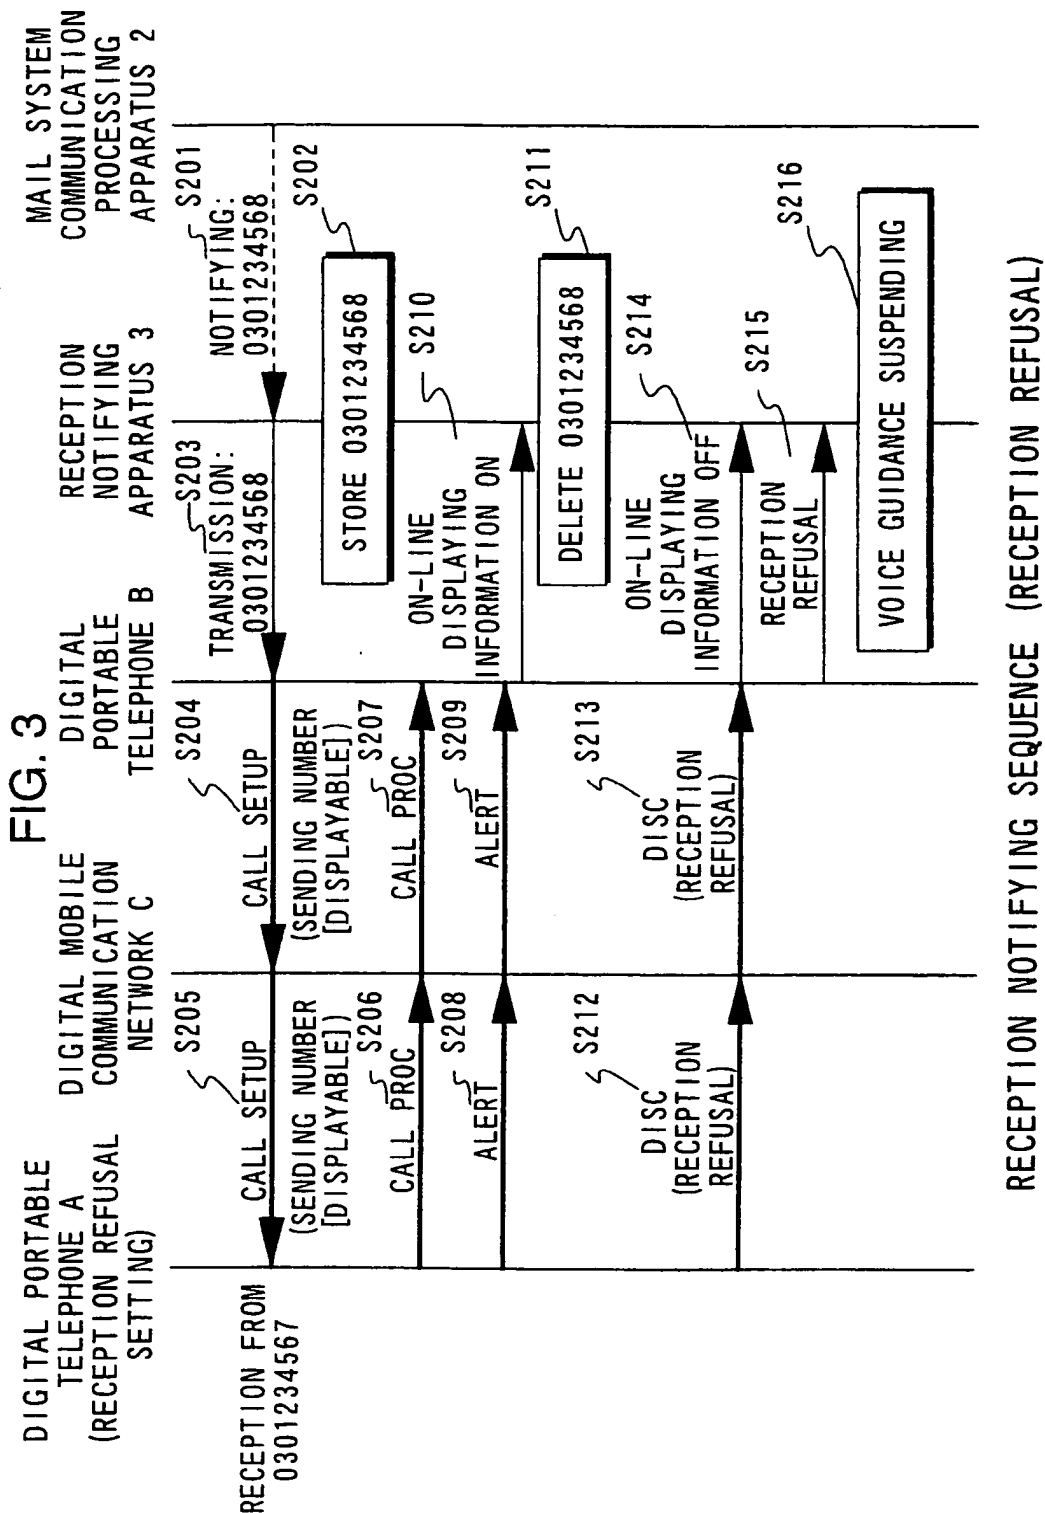 FIG. 3
DIGITAL PORTABLE
TELEPHONE A
(RECEPTION REFUSAL
SETTING)
DIGITAL MOBILE
COMMUNICATION
NETWORK C
DIGITAL
PORTABLE
TELEPHONE B
RECEPTION
NOTIFYING
APPARATUS 3
MAIL SYSTEM
COMMUNICATION
PROCESSING
APPARATUS 2
S201
NOTIFYING:
0301234568
S202
STORE 0301234568
S203
TRANSMISSION:
0301234568
S204
CALL SETUP
(SENDING NUMBER
[DISPLAYABLE])
S205
CALL SETUP
(SENDING NUMBER
[DISPLAYABLE])
RECEPTION FROM
0301234567
S206
CALL PROC
S207
CALL PROC
S208
ALERT
S209
ALERT
S210
ON-LINE
DISPLAYING
INFORMATION ON
S211
DELETE 0301234568
S212
DISC
(RECEPTION
REFUSAL)
S213
DISC
(RECEPTION
REFUSAL)
S214
ON-LINE
DISPLAYING
INFORMATION OFF
S215
RECEPTION
REFUSAL
S216
VOICE GUIDANCE SUSPENDING
RECEPTION NOTIFYING SEQUENCE (RECEPTION REFUSAL)